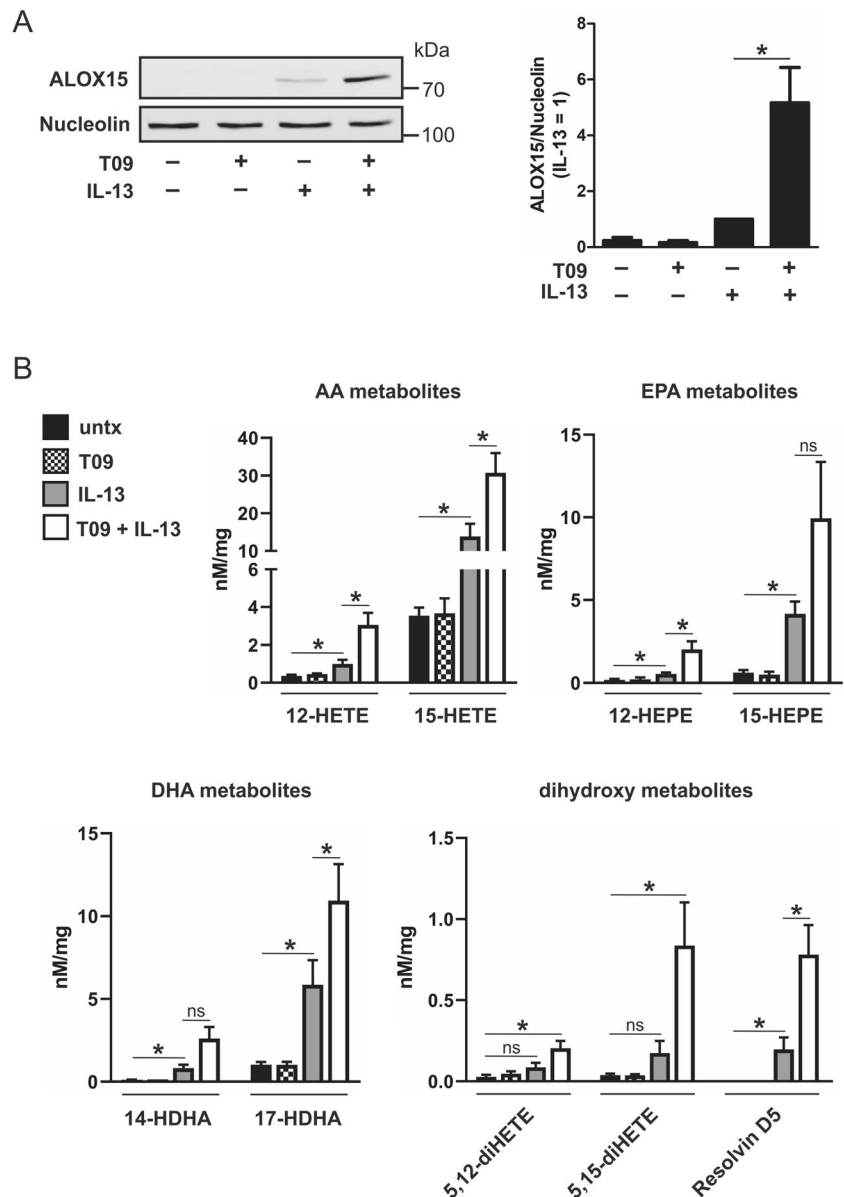 A
kDa
ALOX15
70
Nucleolin
100
T09 – + – +
IL-13 – – + +
ALOX15/Nucleolin
(IL-13 = 1)
8
6
4
2
0
*
T09 – + – +
IL-13 – – + +
B
untx
T09
IL-13
T09 + IL-13
AA metabolites
nM/mg
40
30
20
10
6
4
2
0
* * * *
12-HETE 15-HETE
EPA metabolites
nM/mg
15
10
5
0
* * * ns
12-HEPE 15-HEPE
DHA metabolites
nM/mg
15
10
5
0
* ns * *
14-HDHA 17-HDHA
dihydroxy metabolites
nM/mg
1.5
1.0
0.5
0.0
ns * ns * * *
5,12-diHETE
5,15-diHETE
Resolvin D5